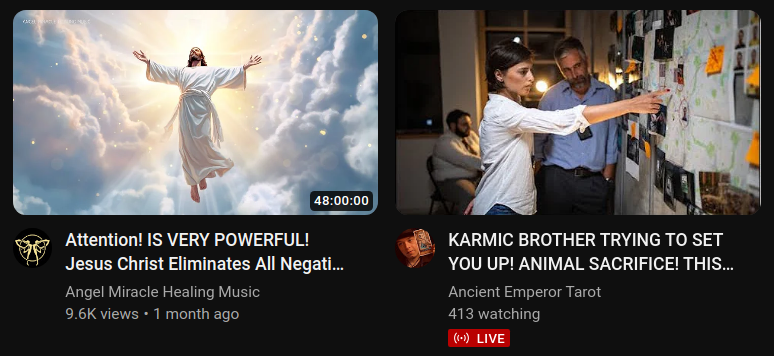 48:00:00
Attention! IS VERY POWERFUL!
Jesus Christ Eliminates All Negati...
Angel Miracle Healing Music
9.6K views • 1 month ago
KARMIC BROTHER TRYING TO SET
YOU UP! ANIMAL SACRIFICE! THIS...
Ancient Emperor Tarot
413 watching
LIVE